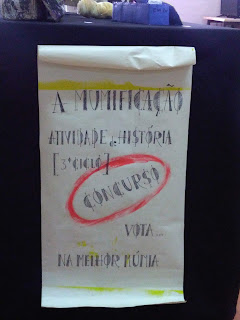 A MUMIFICAÇÃO
ATIVIDADE de HISTÓRIA
[3º CICLO]
CONCURSO
VOTA...
NA MELHOR MÚMIA